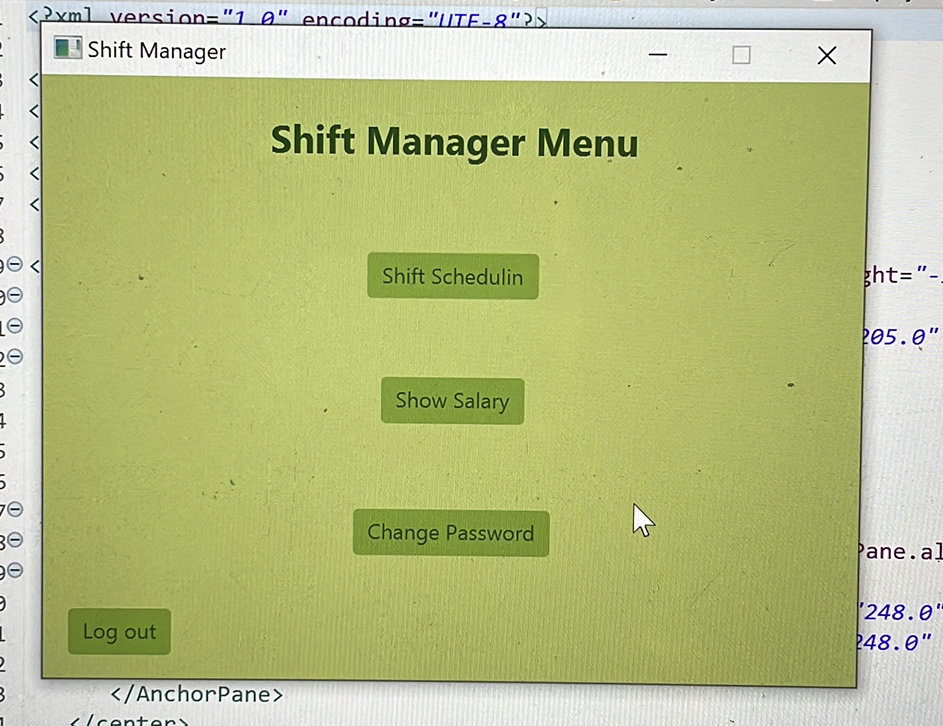 <?xml version="1.0" encoding="UTF-8"?>
Shift Manager
Shift Manager Menu
Shift Schedulin
ght="-
205.0"
Show Salary
Change Password
Pane.al
"248.0"
Log out
248.0"
</AnchorPane>
</center>